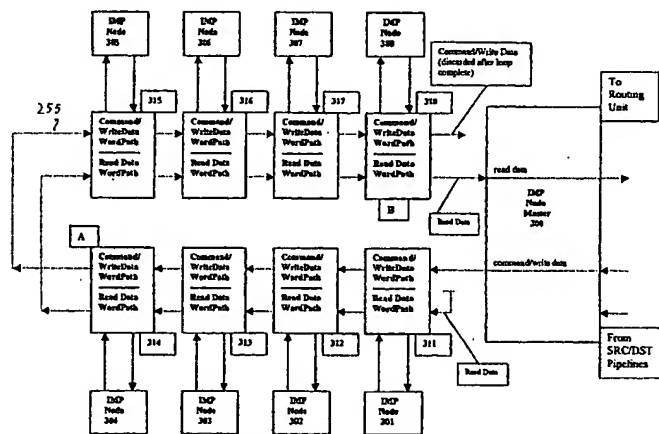 IMP
Node
305
IMP
Node
306
IMP
Node
307
IMP
Node
308
Command/Write Data
(discarded after loop
complete)
To
Routing
Unit
255
315
316
317
318
Command/
WriteData
WordPath
Read Data
WordPath
Command/
WriteData
WordPath
Read Data
WordPath
Command/
WriteData
WordPath
Read Data
WordPath
Command/
WriteData
WordPath
Read Data
WordPath
B
Read Data
read data
IMP
Node
Master
command/write data
A
Command/
WriteData
WordPath
Read Data
WordPath
Command/
WriteData
WordPath
Read Data
WordPath
Command/
WriteData
WordPath
Read Data
WordPath
Command/
WriteData
WordPath
Read Data
WordPath
314
313
312
311
Read Data
From
SRC/DST
Pipelines
IMP
Node
304
IMP
Node
303
IMP
Node
302
IMP
Node
301